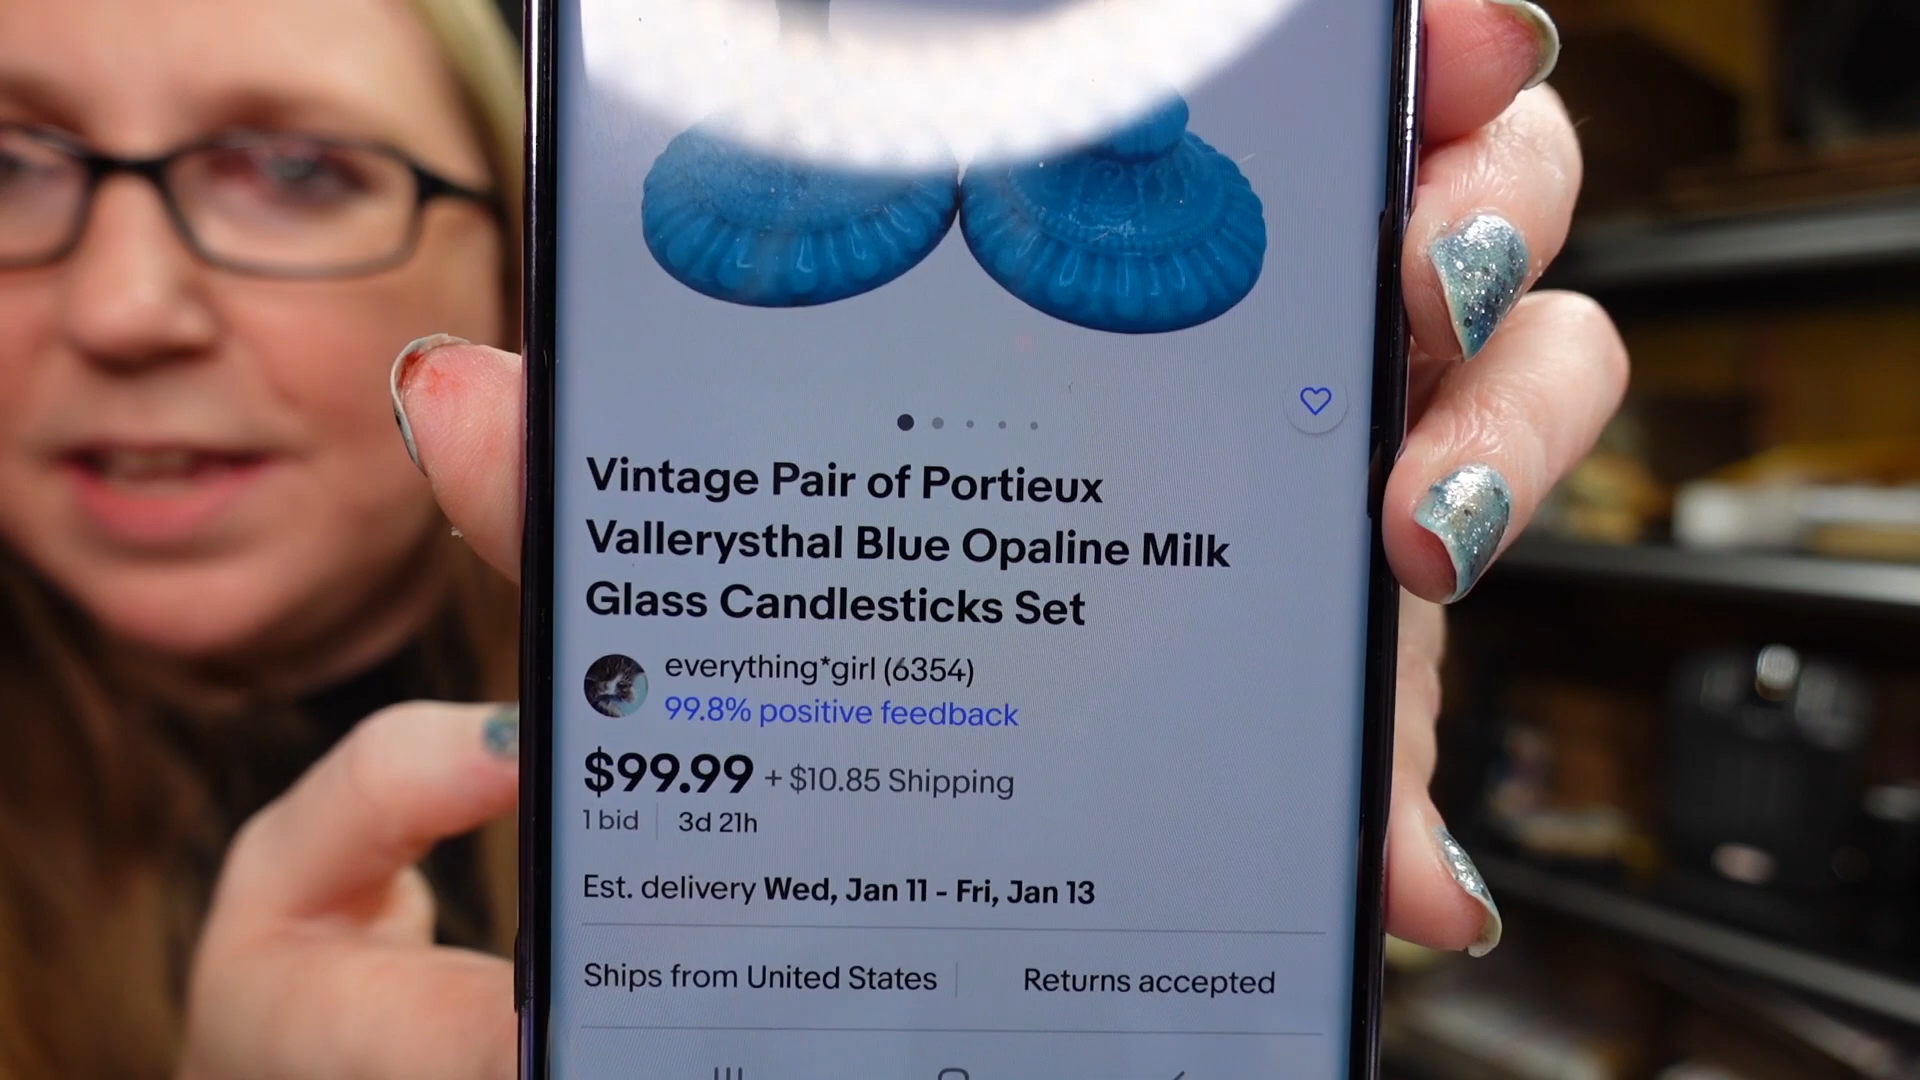 Vintage Pair of Portieux
Vallerysthal Blue Opaline Milk
Glass Candlesticks Set
everything*girl (6354)
99.8% positive feedback
$99.99 + $10.85 Shipping
1 bid 3d 21h
Est. delivery Wed, Jan 11 - Fri, Jan 13
Ships from United States Returns accepted